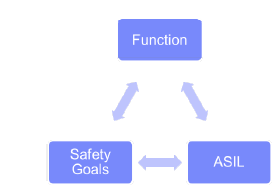 Function
Safety
Goals
ASIL